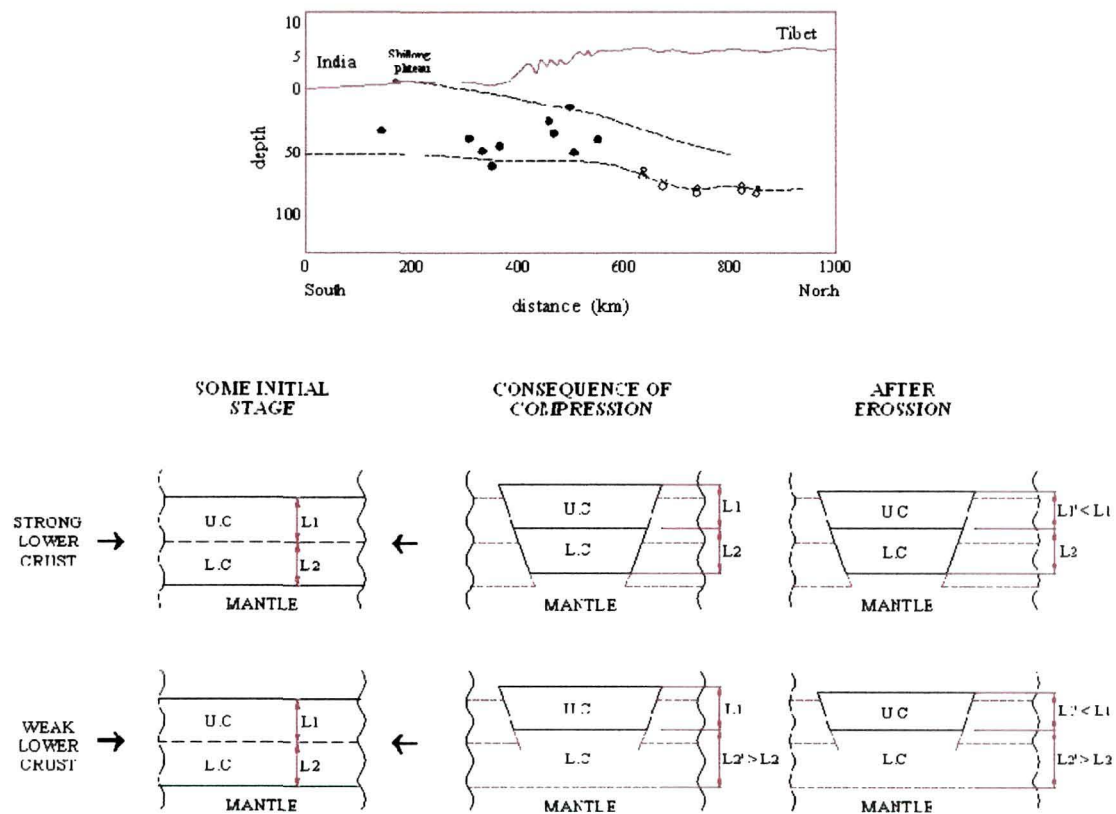 10
5
0
50
100
depth
India
Shillong
plateau
Tibet
0
200
400
600
800
1000
South
North
distance (km)
SOME INITIAL
STAGE
CONSEQUENCE OF
COMPRESSION
AFTER
EROSSION
STRONG
LOWER
CRUST
U.C
L1
L.C
L2
MANTLE
U.C
L1
L.C
L2
MANTLE
U.C
L1' < L1
L.C
L2
MANTLE
WEAK
LOWER
CRUST
U.C
L1
L.C
L2
MANTLE
U.C
L1
L.C
L2' > L2
MANTLE
U.C
L1' < L1
L.C
L2' > L2
MANTLE